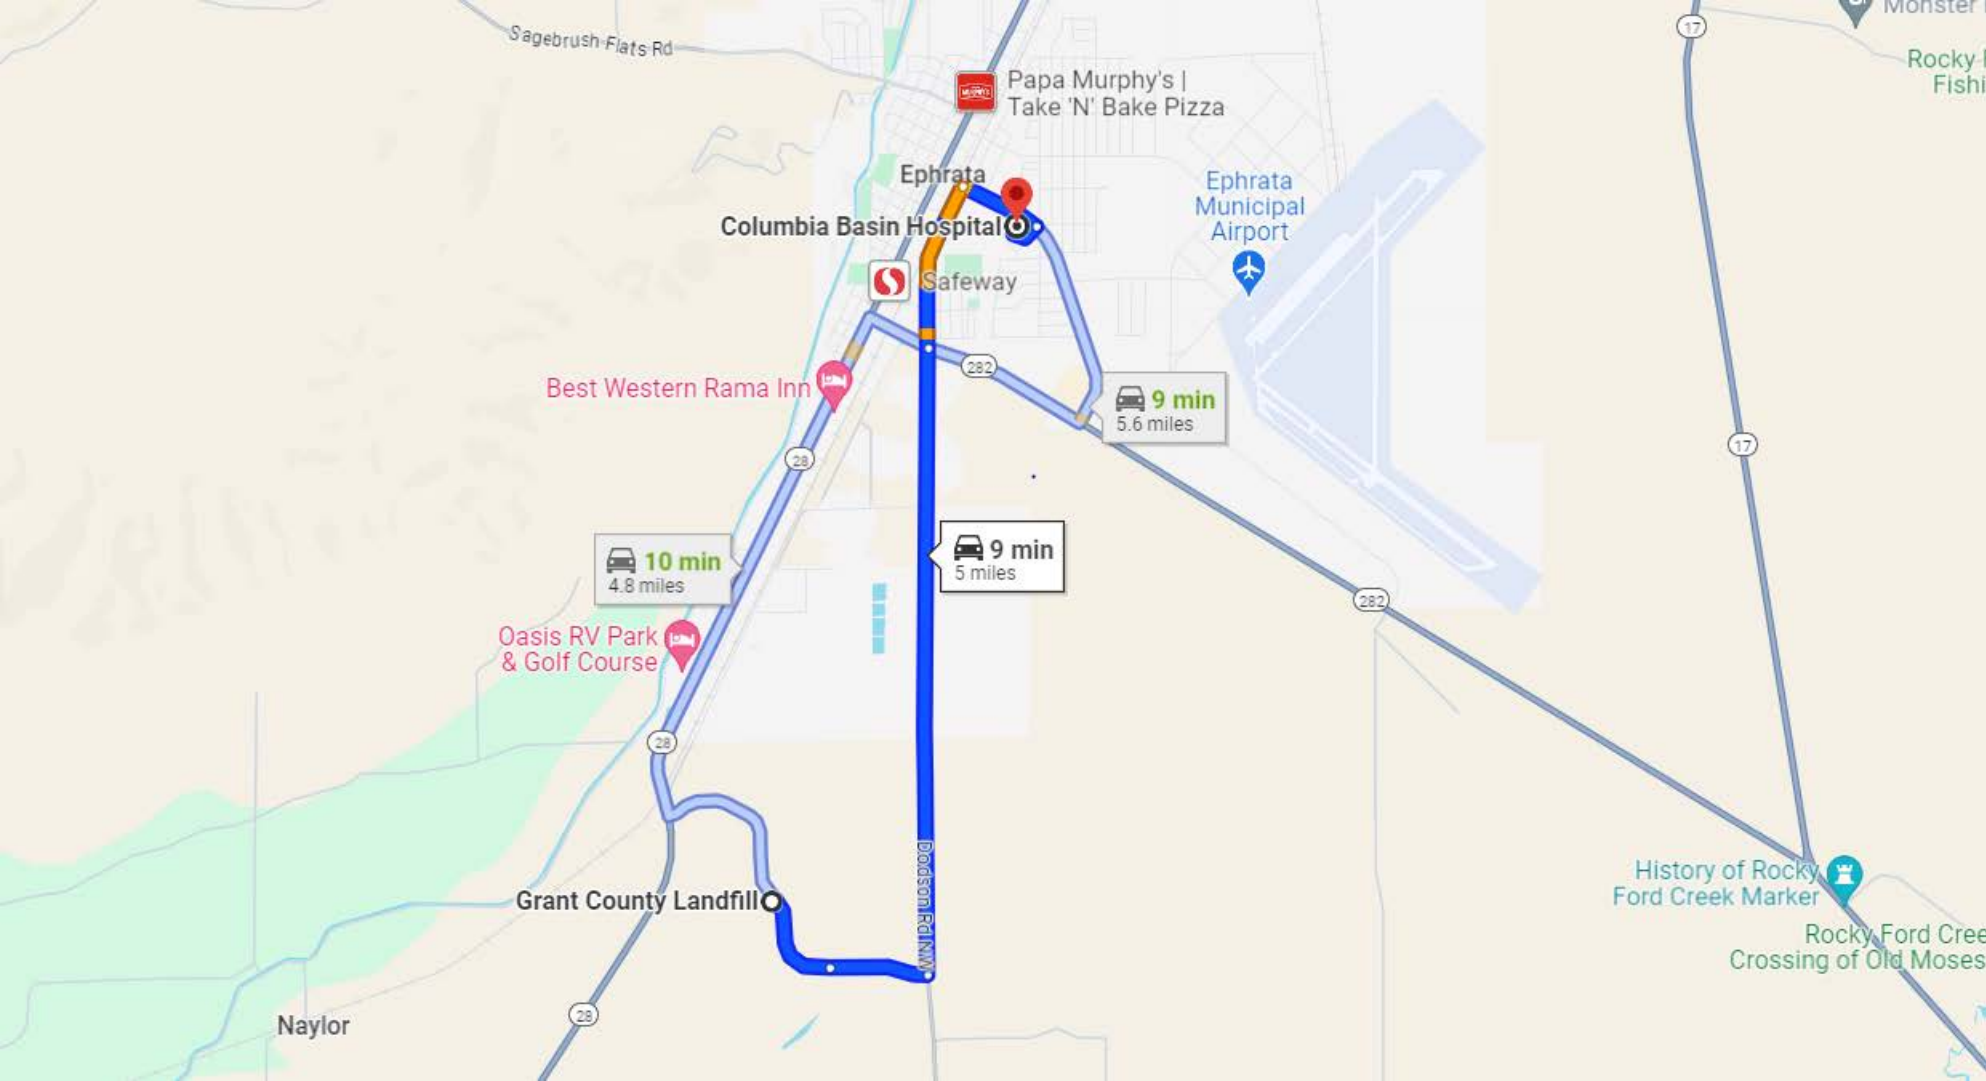 Sagebrush Flats Rd
17
Monster
Rocky
Fishi
Papa Murphy's |
Take 'N' Bake Pizza
MURPHY'S
Ephrata
Columbia Basin Hospital
Ephrata
Municipal
Airport
Safeway
282
Best Western Rama Inn
9 min
5.6 miles
28
17
10 min
4.8 miles
9 min
5 miles
282
Oasis RV Park
& Golf Course
28
Dodson Rd NW
History of Rocky
Ford Creek Marker
Grant County Landfill
Rocky Ford Cree
Crossing of Old Moses
28
Naylor